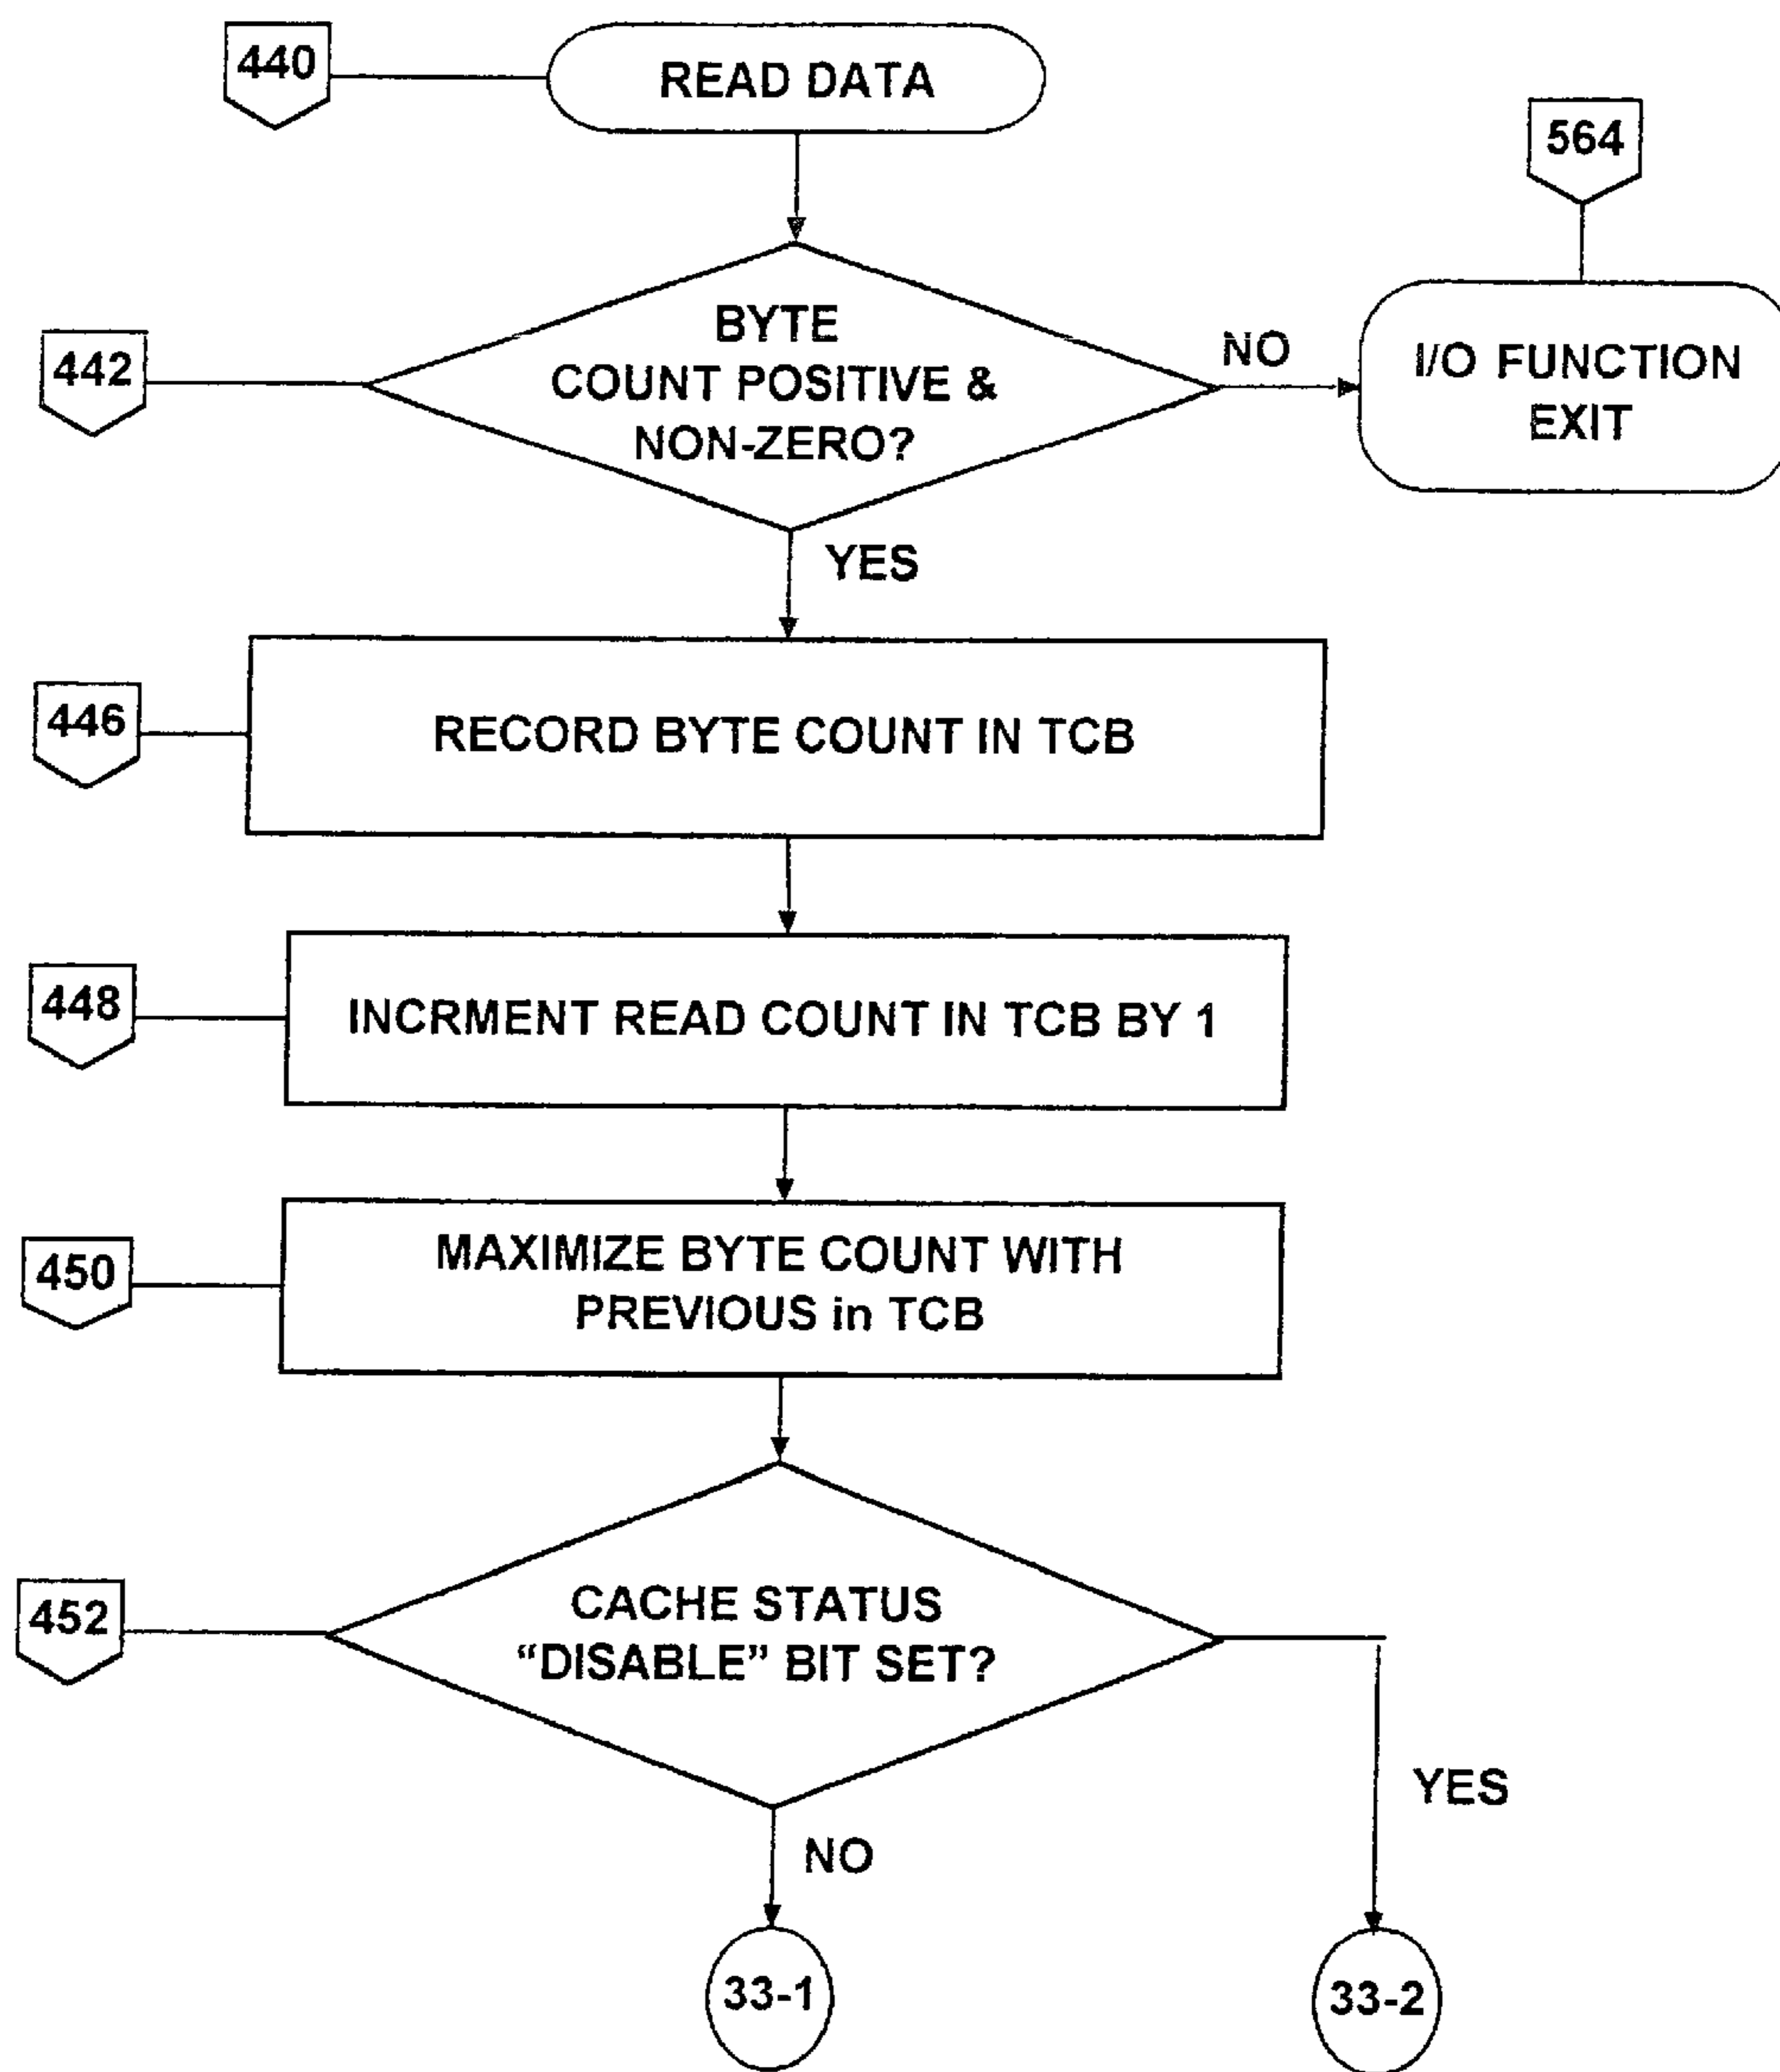 440
READ DATA
564
BYTE
COUNT POSITIVE &
NON-ZERO?
442
NO
I/O FUNCTION
EXIT
YES
446
RECORD BYTE COUNT IN TCB
448
INCRMENT READ COUNT IN TCB BY 1
450
MAXIMIZE BYTE COUNT WITH
PREVIOUS in TCB
452
CACHE STATUS
“DISABLE” BIT SET?
YES
NO
33-1
33-2